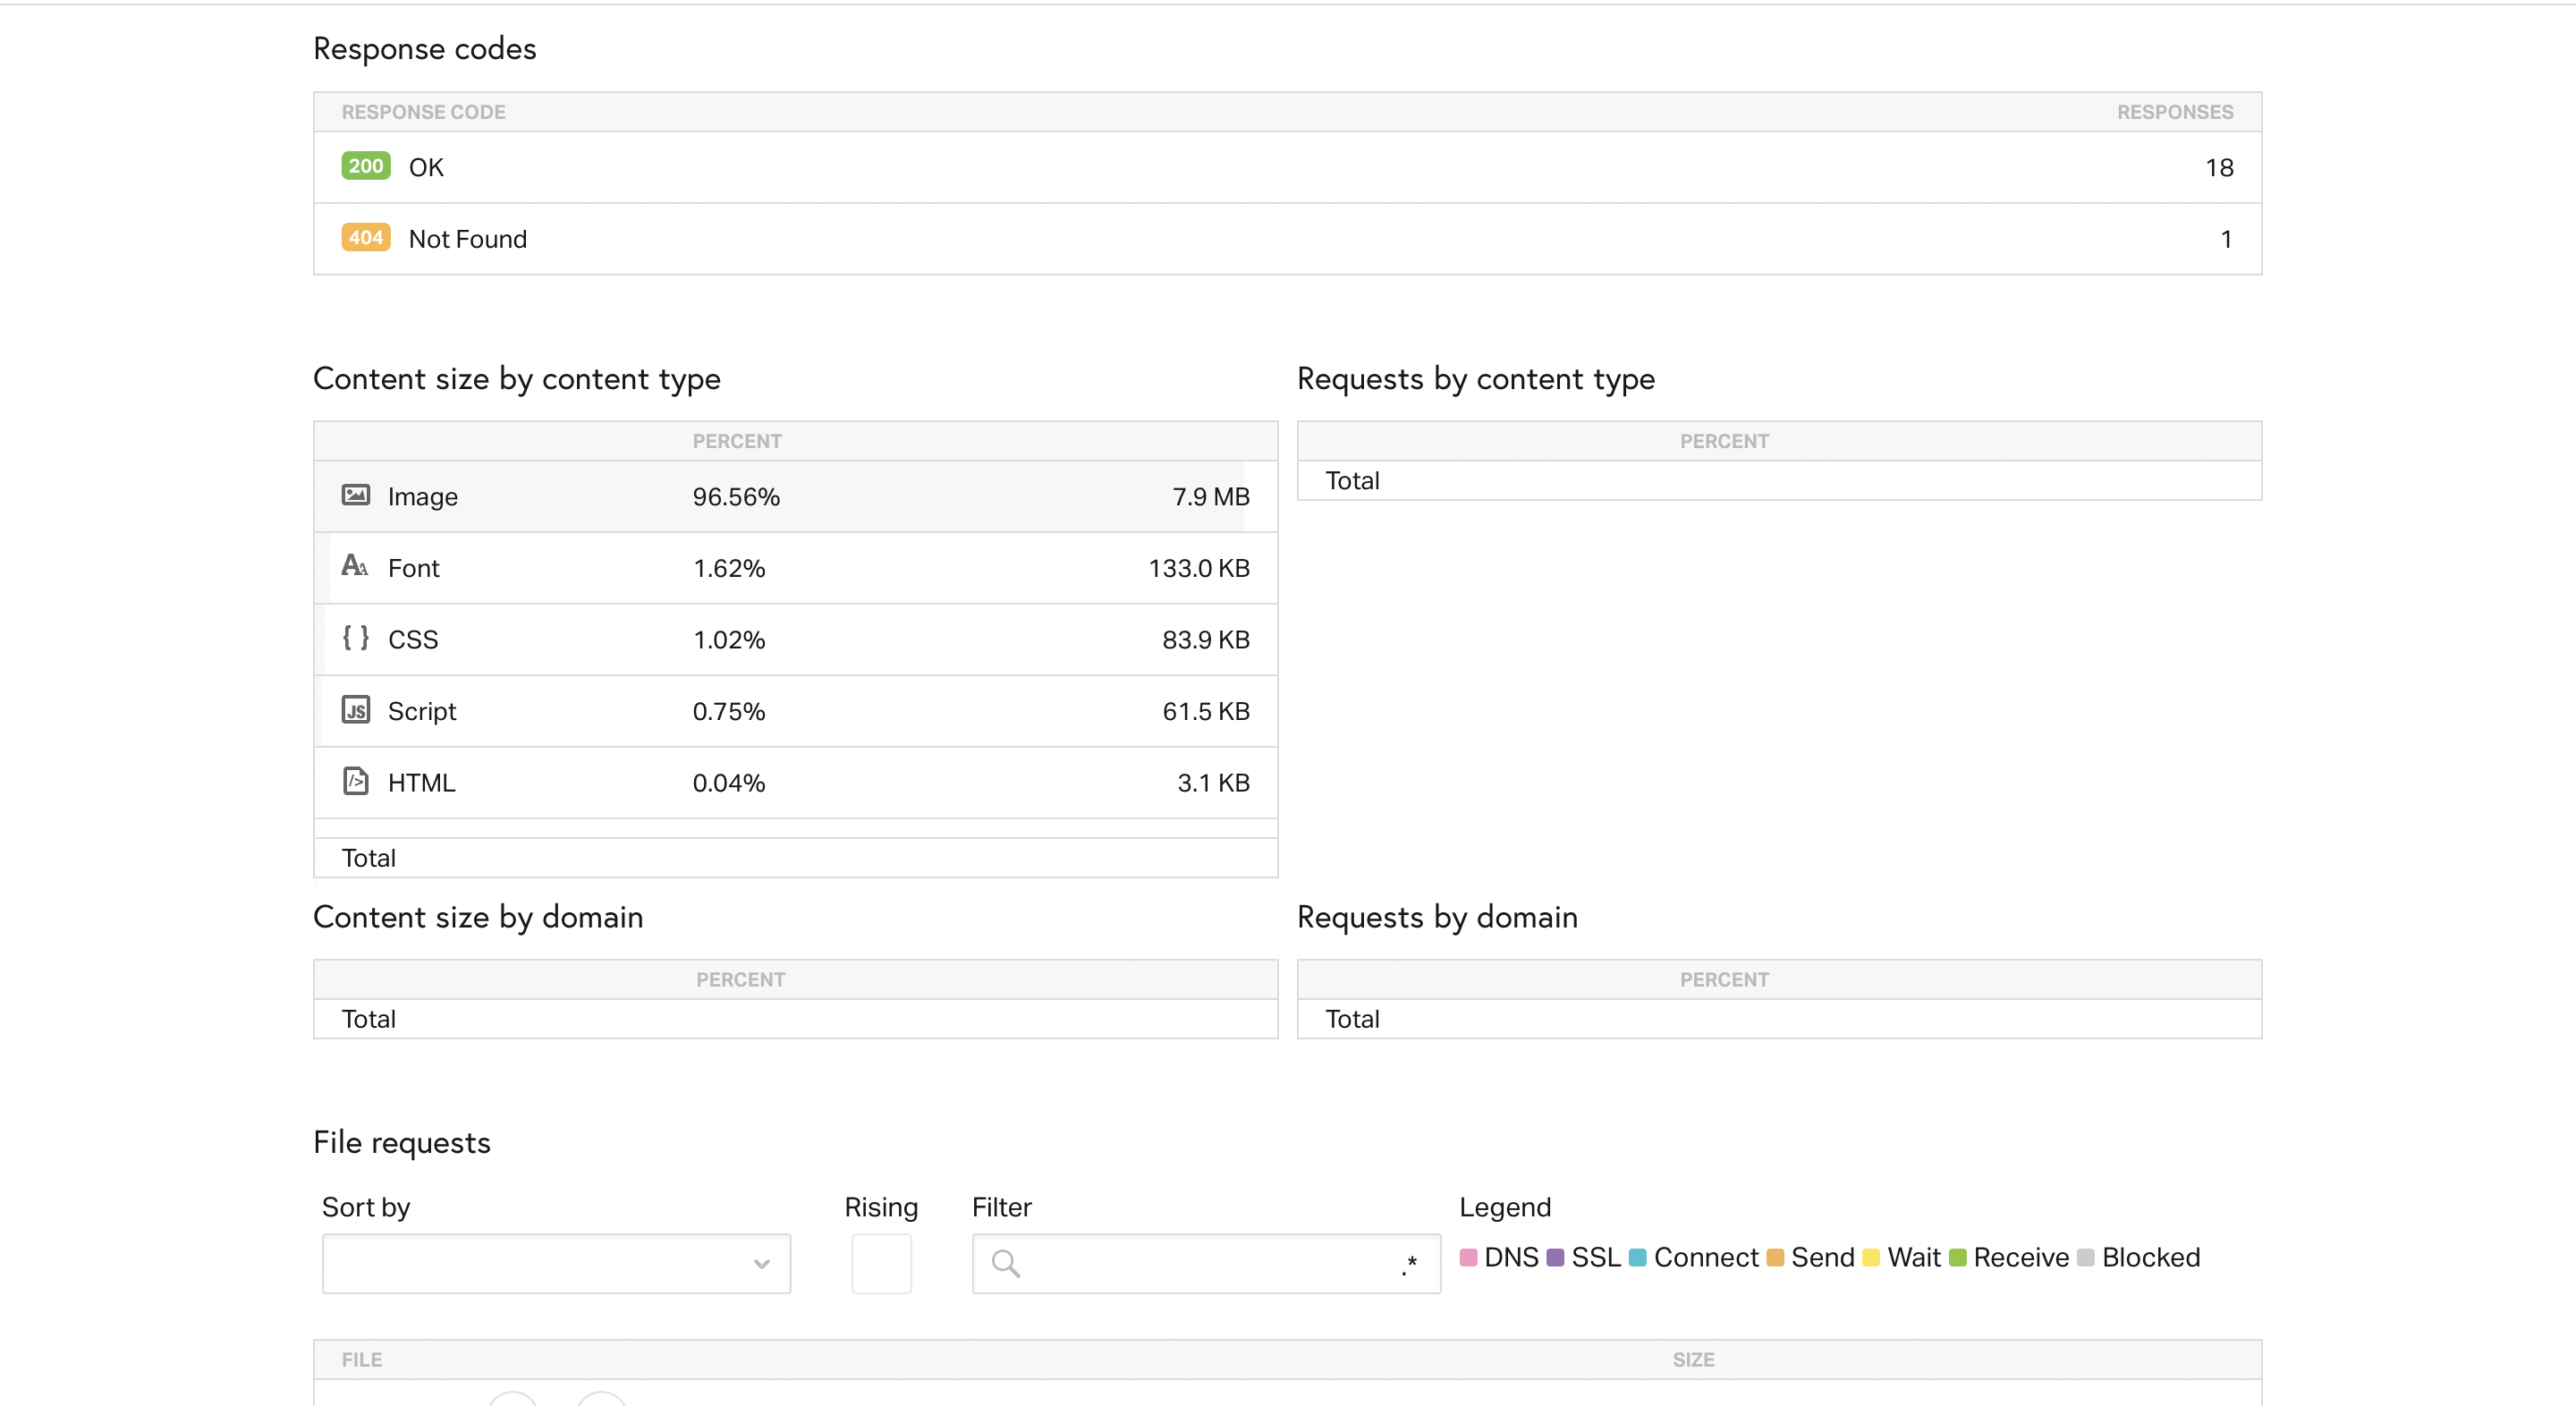 Response codes
RESPONSE CODE RESPONSES
200 OK 18
404 Not Found 1
Content size by content type
PERCENT
Image 96.56% 7.9 MB
Font 1.62% 133.0 KB
CSS 1.02% 83.9 KB
Script 0.75% 61.5 KB
HTML 0.04% 3.1 KB
Total
Requests by content type
PERCENT
Total
Content size by domain
PERCENT
Total
Requests by domain
PERCENT
Total
File requests
Sort by Rising Filter Legend
.* DNS SSL Connect Send Wait Receive Blocked
FILE SIZE